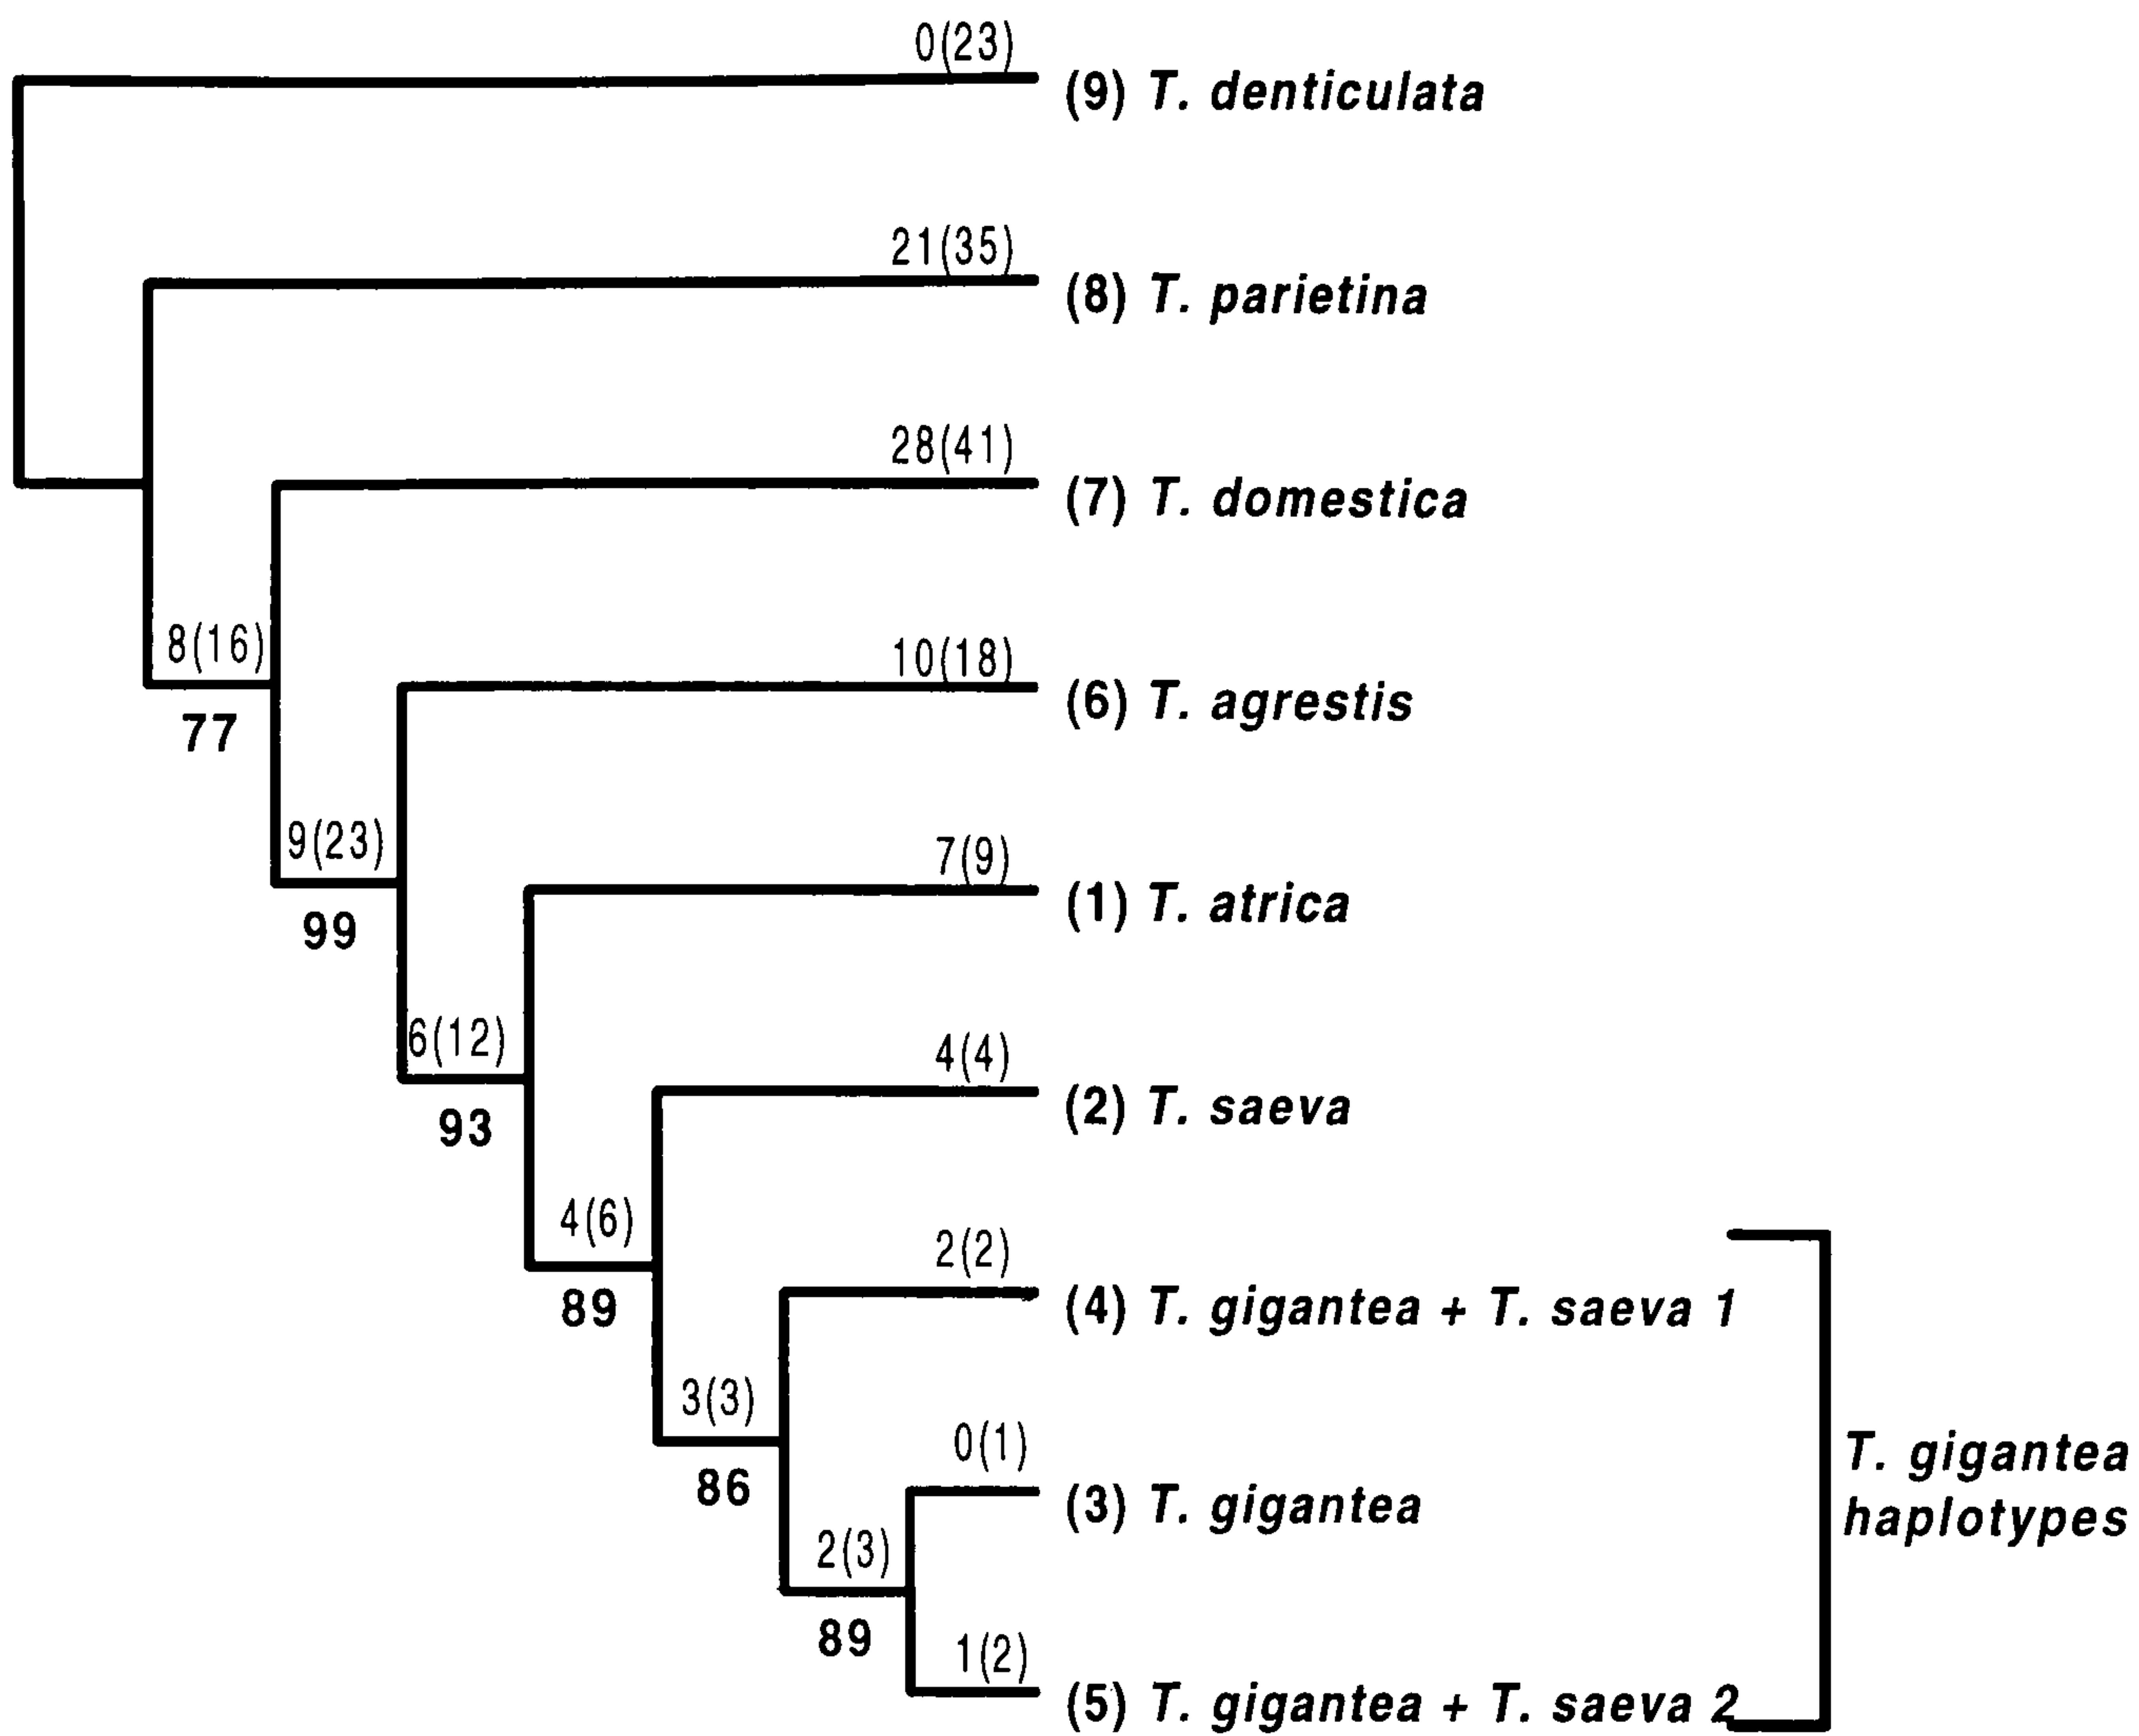 0(23)
(9) T. denticulata
21(35)
(8) T. parietina
28(41)
(7) T. domestica
8(16)
10(18)
(6) T. agrestis
77
9(23)
7(9)
(1) T. atrica
99
6(12)
4(4)
(2) T. saeva
93
4(6)
2(2)
(4) T. gigantea + T. saeva 1
89
3(3)
0(1)
T. gigantea
haplotypes
86
(3) T. gigantea
2(3)
89
1(2)
(5) T. gigantea + T. saeva 2